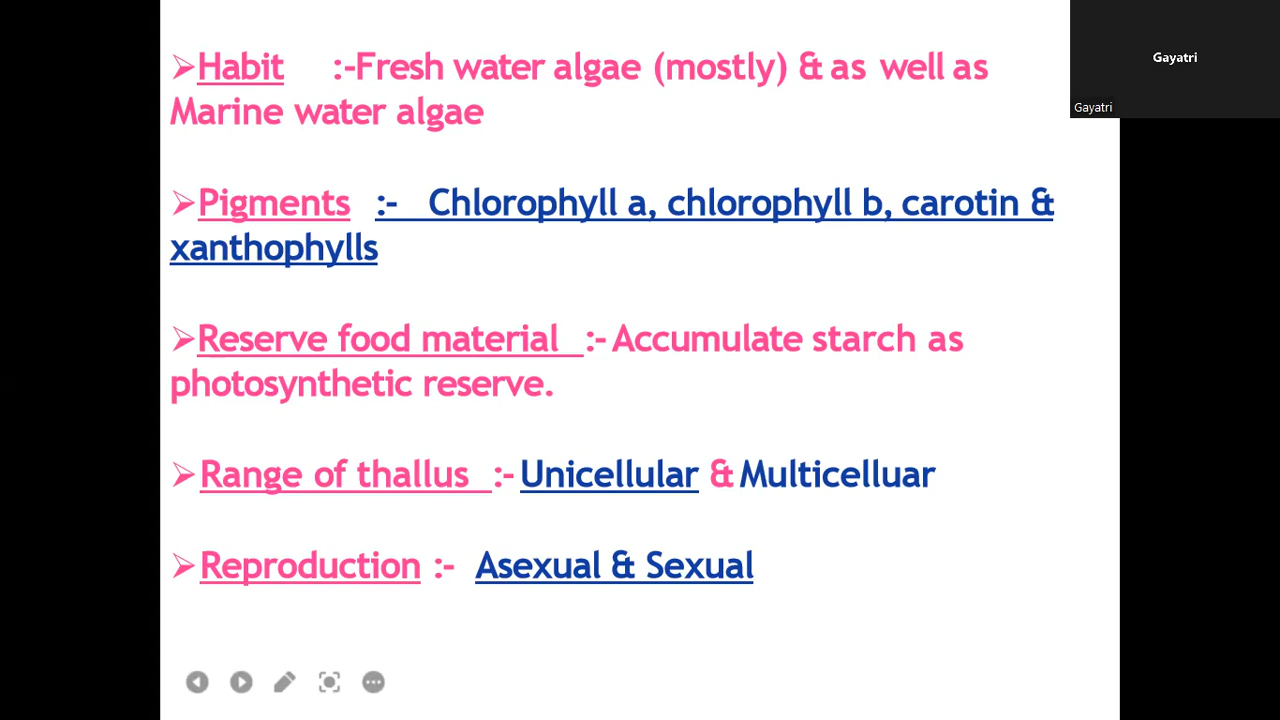 ➢Habit :-Fresh water algae (mostly) & as well as
Marine water algae
➢Pigments :- Chlorophyll a, chlorophyll b, carotin &
xanthophylls
➢Reserve food material :- Accumulate starch as
photosynthetic reserve.
➢Range of thallus :- Unicellular & Multicelluar
➢Reproduction :- Asexual & Sexual
Gayatri
Gayatri